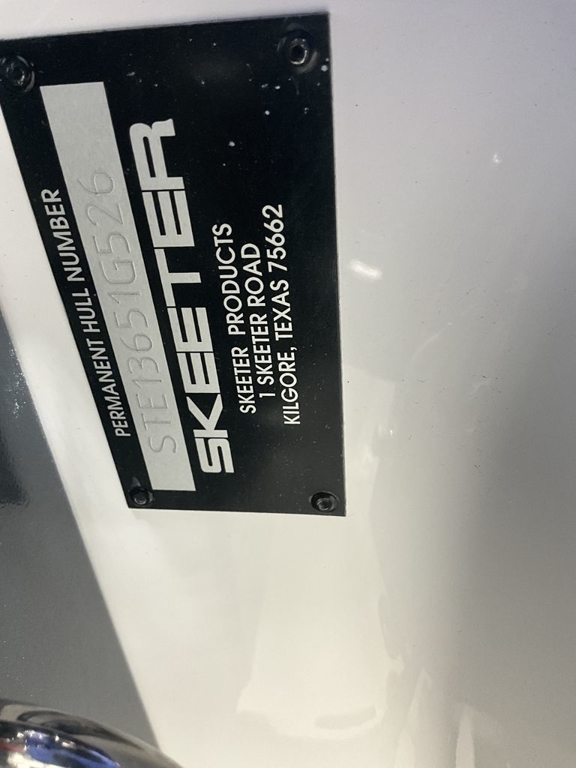 PERMANENT HULL NUMBER
STE13651G526
SKEETER
SKEETER PRODUCTS
1 SKEETER ROAD
KILGORE, TEXAS 75662